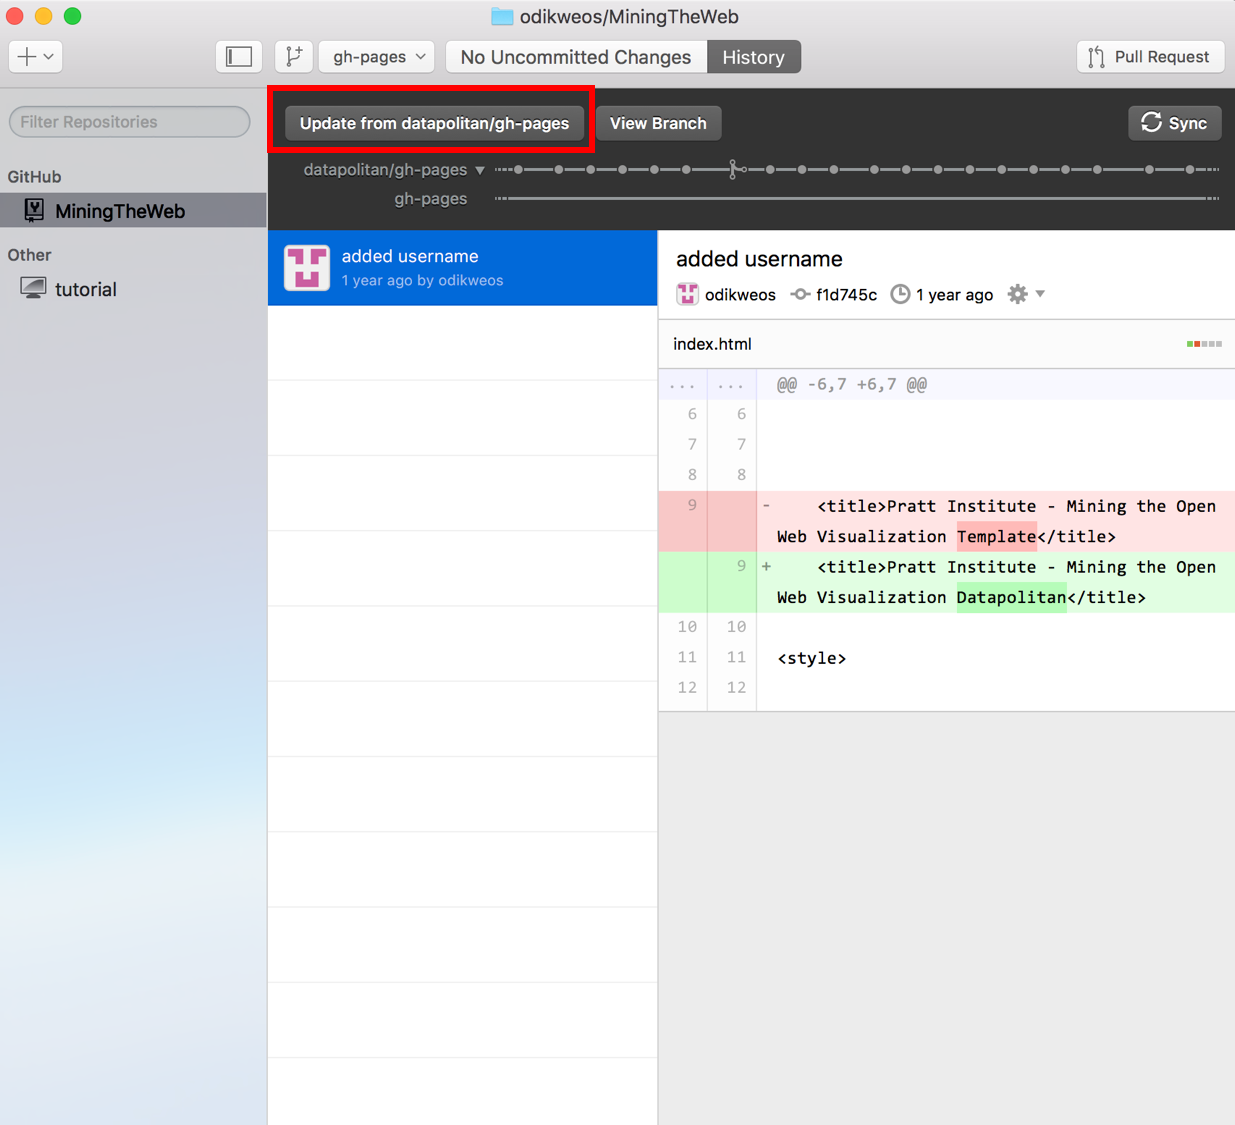 odikweos/MiningTheWeb
gh-pages
No Uncommitted Changes
History
Pull Request
Filter Repositories
GitHub
MiningTheWeb
Other
tutorial
Update from datapolitan/gh-pages
View Branch
Sync
datapolitan/gh-pages
gh-pages
added username
1 year ago by odikweos
added username
odikweos f1d745c 1 year ago
index.html
... ... @@ -6,7 +6,7 @@
6 6
7 7
8 8
9 - <title>Pratt Institute - Mining the Open
Web Visualization Template</title>
9 + <title>Pratt Institute - Mining the Open
Web Visualization Datapolitan</title>
10 10
11 11 <style>
12 12